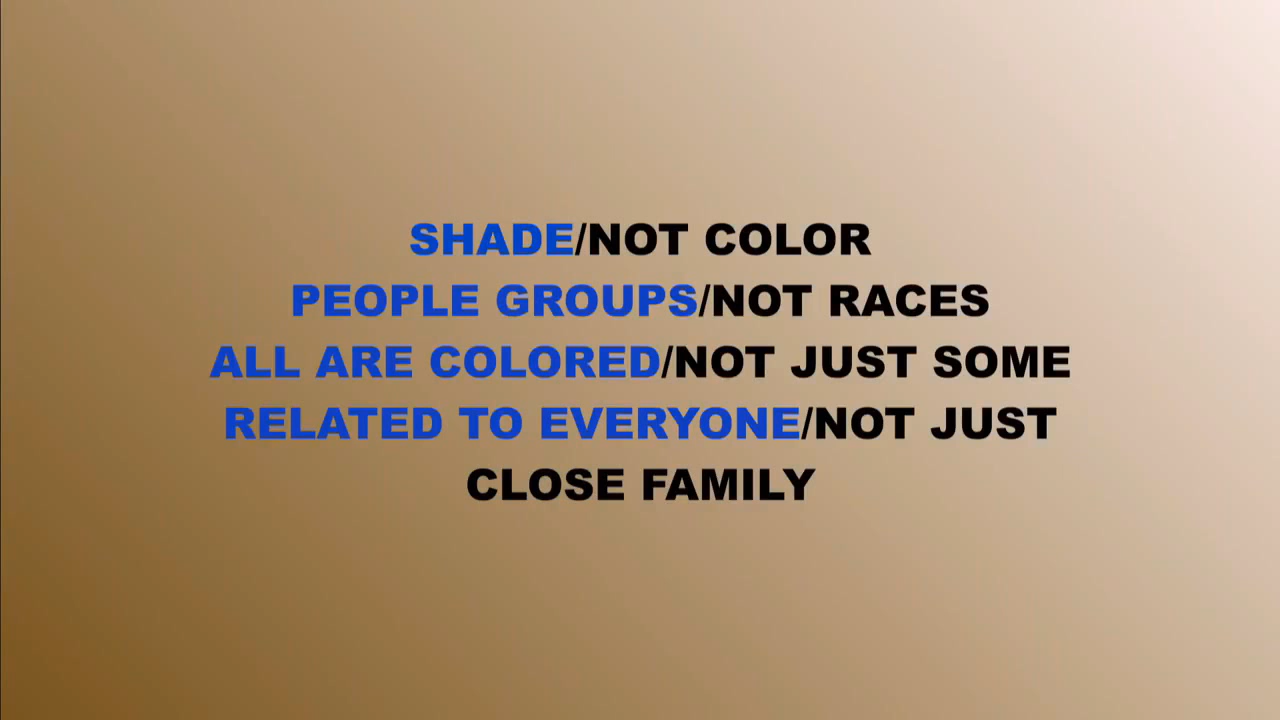 SHADE/NOT COLOR
PEOPLE GROUPS/NOT RACES
ALL ARE COLORED/NOT JUST SOME
RELATED TO EVERYONE/NOT JUST
CLOSE FAMILY